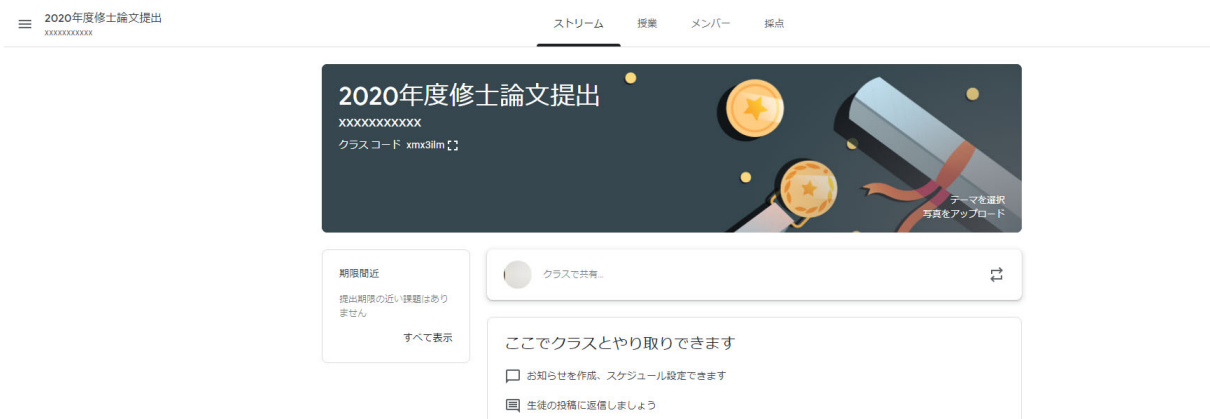 2020年度修士論文提出
xxxxxxxxxxx
ストリーム 授業 メンバー 採点
2020年度修士論文提出
xxxxxxxxxxx
クラス コード xmx3ilm
テーマを選択
写真をアップロード
期限間近
提出期限の近い課題はあり
ません
すべて表示
クラスで共有...
ここでクラスとやり取りできます
お知らせを作成、スケジュール設定できます
生徒の投稿に返信しましょう